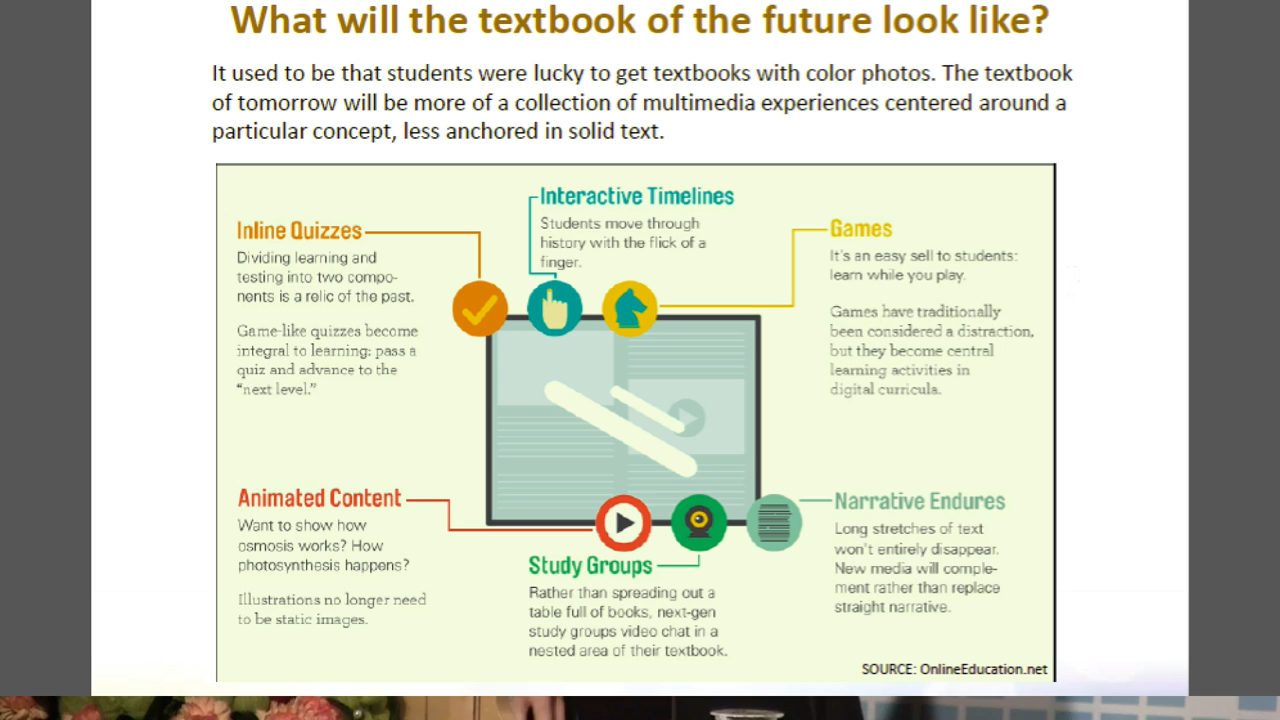 What will the textbook of the future look like?
It used to be that students were lucky to get textbooks with color photos. The textbook
of tomorrow will be more of a collection of multimedia experiences centered around a
particular concept, less anchored in solid text.
Inline Quizzes
Dividing learning and
testing into two compo-
nents is a relic of the past.
Game-like quizzes become
integral to learning: pass a
quiz and advance to the
“next level.”
Interactive Timelines
Students move through
history with the flick of a
finger.
Games
It's an easy sell to students:
learn while you play.
Games have traditionally
been considered a distraction,
but they become central
learning activities in
digital curricula.
Animated Content
Want to show how
osmosis works? How
photosynthesis happens?
Illustrations no longer need
to be static images.
Study Groups
Rather than spreading out a
table full of books, next-gen
study groups video chat in a
nested area of their textbook.
Narrative Endures
Long stretches of text
won't entirely disappear.
New media will comple-
ment rather than replace
straight narrative.
SOURCE: OnlineEducation.net